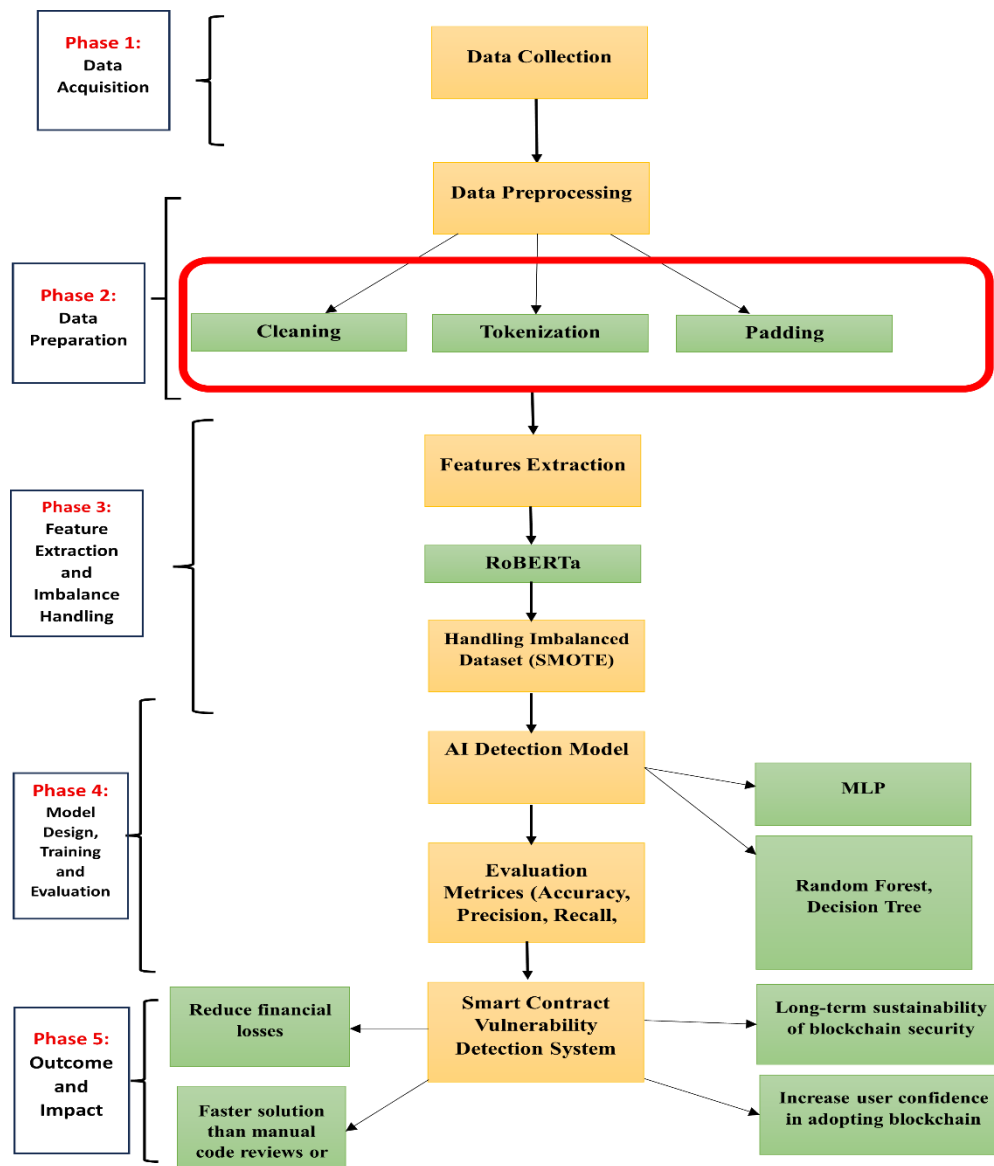 Phase 1:
Data
Acquisition
Data Collection
Data Preprocessing
Phase 2:
Data
Preparation
Cleaning
Tokenization
Padding
Features Extraction
Phase 3:
Feature
Extraction
and
Imbalance
Handling
RoBERTa
Handling Imbalanced
Dataset (SMOTE)
AI Detection Model
MLP
Phase 4:
Model
Design,
Training
and
Evaluation
Evaluation
Metrices (Accuracy,
Precision, Recall,
Random Forest,
Decision Tree
Phase 5:
Outcome
and
Impact
Reduce financial
losses
Smart Contract
Vulnerability
Detection System
Long-term sustainability
of blockchain security
Faster solution
than manual
code reviews or
Increase user confidence
in adopting blockchain